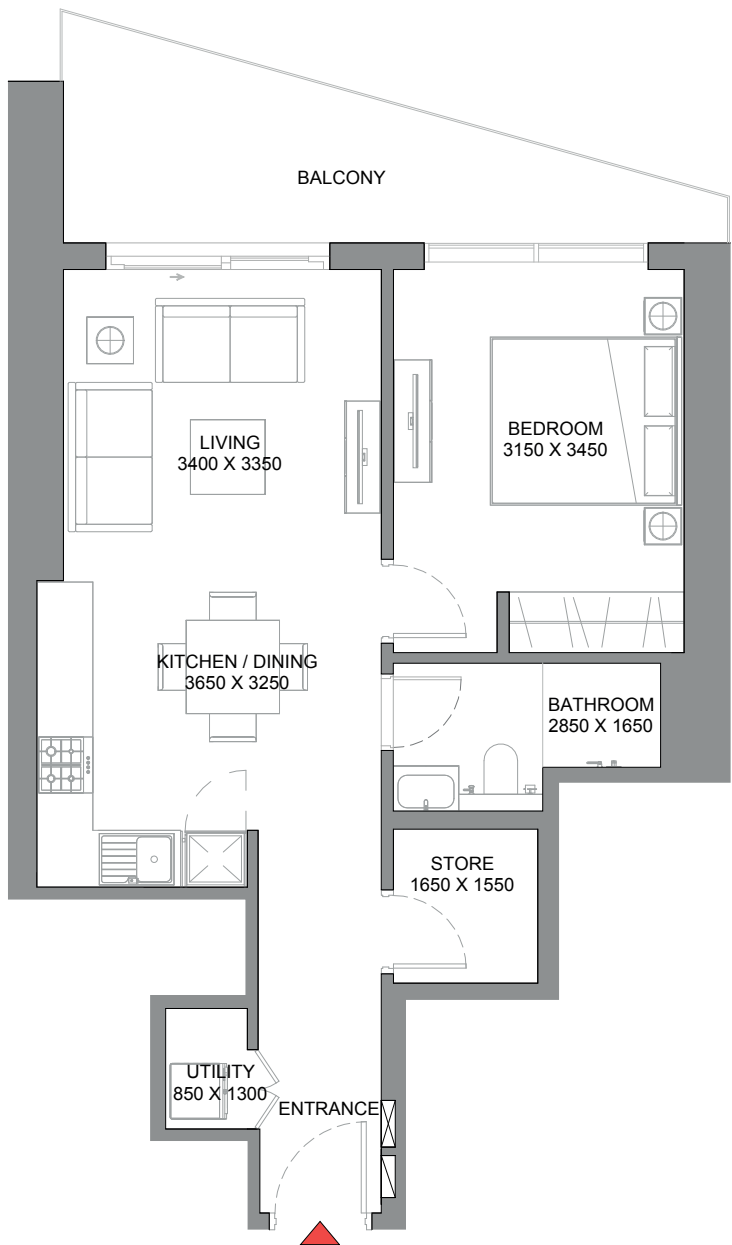 BALCONY
LIVING
3400 X 3350
BEDROOM
3150 X 3450
KITCHEN / DINING
3650 X 3250
BATHROOM
2850 X 1650
STORE
1650 X 1550
UTILITY
850 X 1300
ENTRANCE